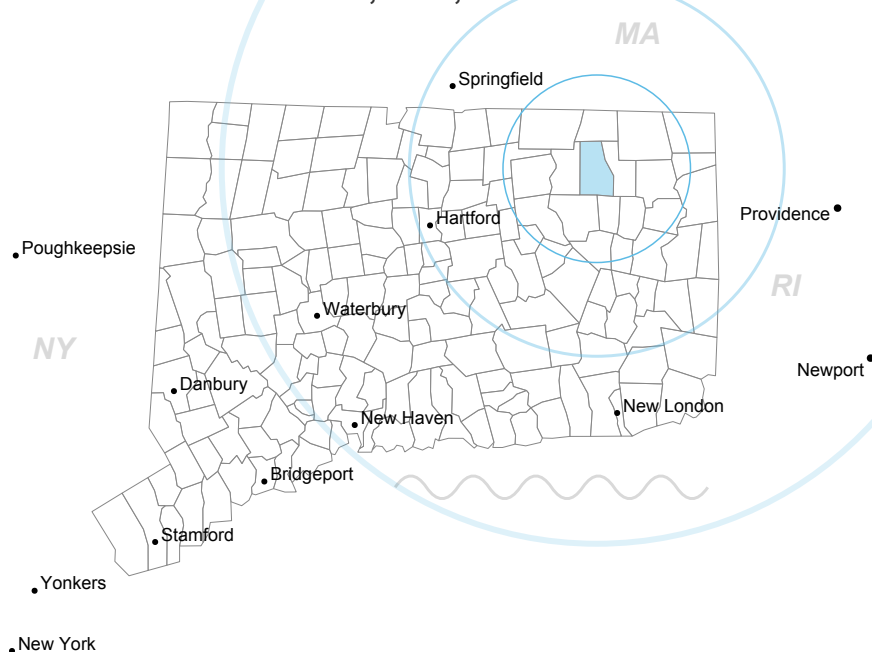 MA
Springfield
Providence
Hartford
Poughkeepsie
RI
Waterbury
NY
Newport
Danbury
New London
New Haven
Bridgeport
Stamford
Yonkers
New York